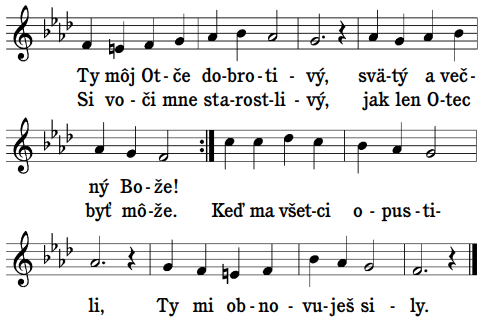 Ty môj Ot - če do - bro - ti - vý, svä - tý a več -
Si vo - či mne sta - rost - li - vý, jak len O - tec
ný Bo - že!
byť mô - že. Keď ma všet - ci o - pus - ti -
li, Ty mi ob - no - vu - ješ si - ly.